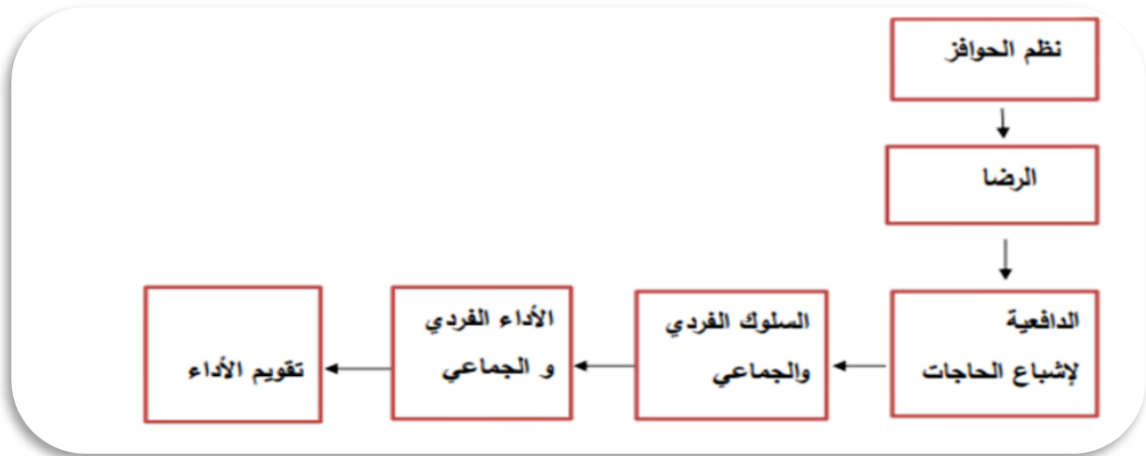 نظم الحوافز
الرضا
الدافعية
لإشباع الحاجات
السلوك الفردي
والجماعي
الأداء الفردي
و الجماعي
تقويم الأداء